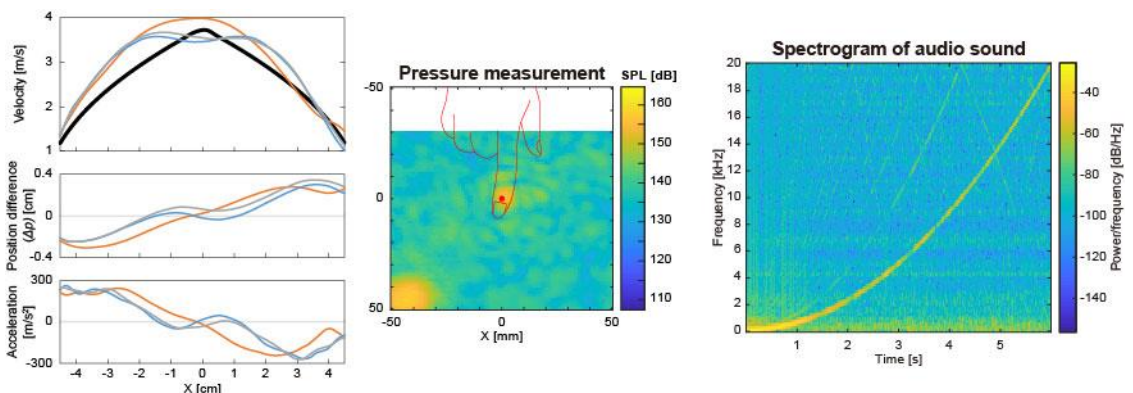 Velocity [m/s]
4
3
2
1
Position difference
(Δp) [cm]
0.4
0
-0.4
Acceleration
[m/s²]
300
0
-300
-4 -3 -2 -1 0 1 2 3 4
X [cm]
Pressure measurement
SPL [dB]
-50
0
50
-50 0 50
X [mm]
160
150
140
130
120
110
Spectrogram of audio sound
Frequency [kHz]
20
18
16
14
12
10
8
6
4
2
0
1 2 3 4 5
Time [s]
-40
-60
-80
-100
-120
-140
Power/frequency [dB/Hz]